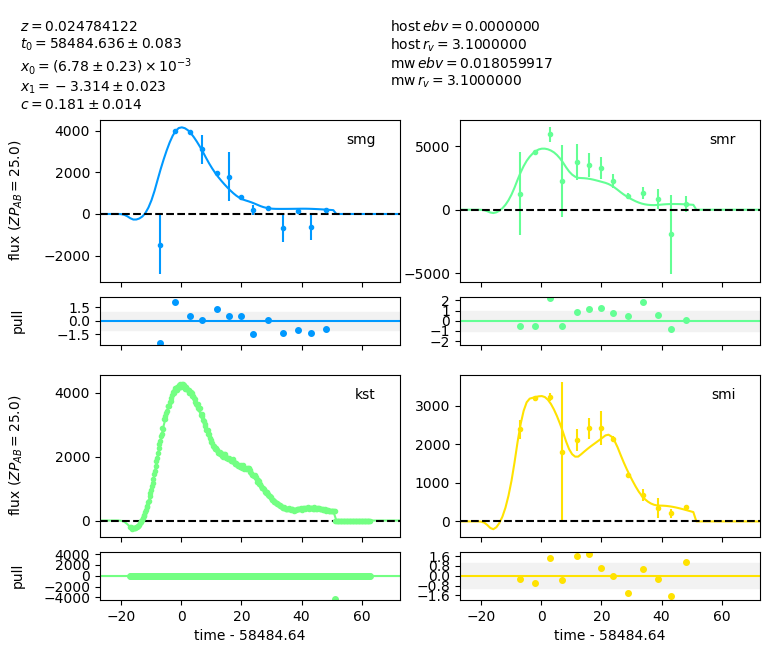 z = 0.024784122
t₀ = 58484.636 ± 0.083
x₀ = (6.78 ± 0.23) × 10⁻³
x₁ = −3.314 ± 0.023
c = 0.181 ± 0.014
host ebv = 0.0000000
host r_v = 3.1000000
mw ebv = 0.018059917
mw r_v = 3.1000000
flux (ZP_AB = 25.0)
4000
2000
0
−2000
smg
5000
0
−5000
smr
pull
1.5
0.0
−1.5
2
1
0
−1
−2
flux (ZP_AB = 25.0)
4000
2000
0
kst
3000
2000
1000
0
smi
pull
4000
2000
0
−2000
−4000
1.6
0.8
0.0
−0.8
−1.6
−20 0 20 40 60
−20 0 20 40 60
time - 58484.64
time - 58484.64